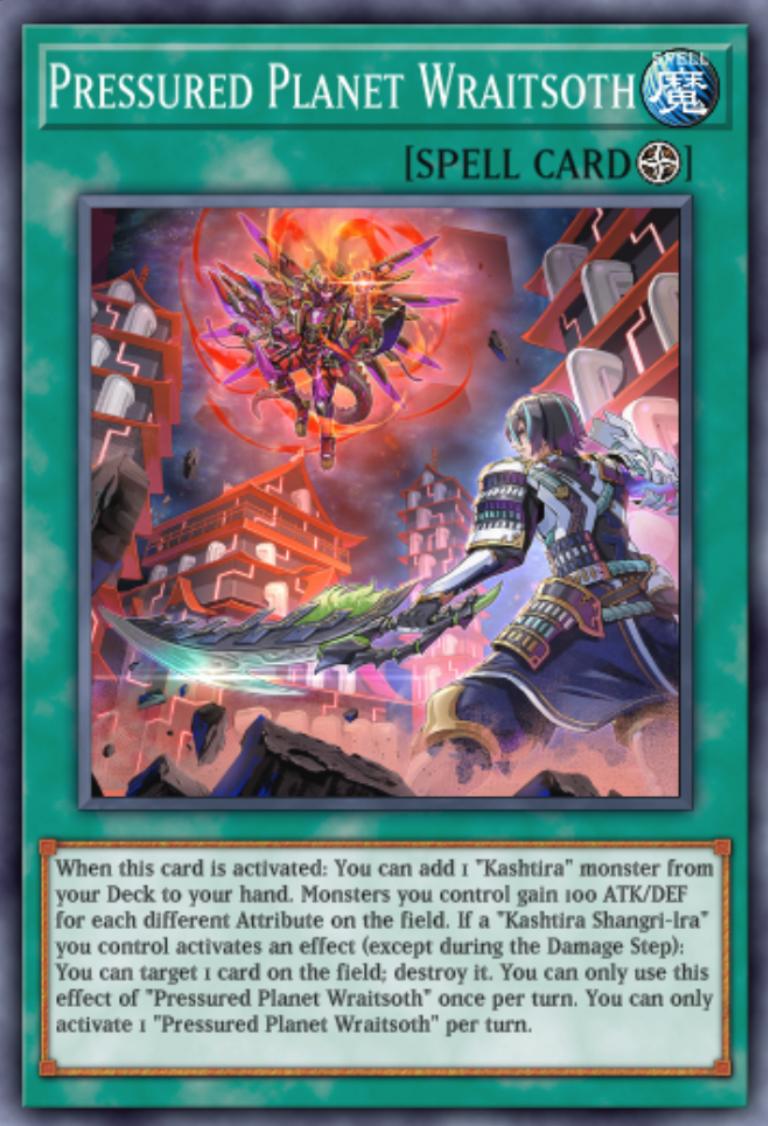 Pressured Planet Wraitsoth
SPELL
魔
[SPELL CARD]
When this card is activated: You can add 1 "Kashtira" monster from
your Deck to your hand. Monsters you control gain 100 ATK/DEF
for each different Attribute on the field. If a "Kashtira Shangri-Ira"
you control activates an effect (except during the Damage Step):
You can target 1 card on the field; destroy it. You can only use this
effect of "Pressured Planet Wraitsoth" once per turn. You can only
activate 1 "Pressured Planet Wraitsoth" per turn.